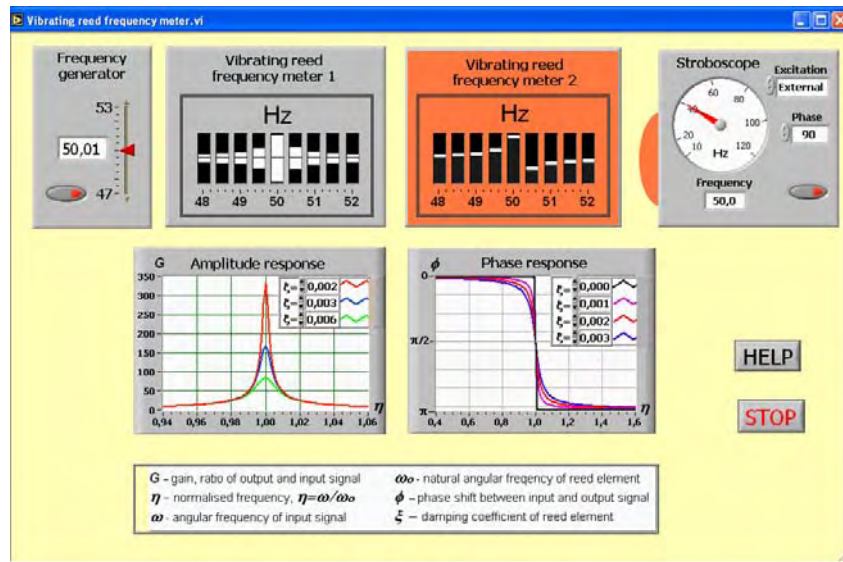 Vibrating reed frequency meter.vi
Frequency
generator
53
50,01
47
Vibrating reed
frequency meter 1
Hz
48 49 50 51 52
Vibrating reed
frequency meter 2
Hz
48 49 50 51 52
Stroboscope
10 20 40 60 80 100 120
Hz
Frequency
50,0
Excitation
External
Phase
90
G Amplitude response
350
300
250
200
150
100
50
0
ξ= 0,002
ξ= 0,003
ξ= 0,006
0,94 0,96 0,98 1,00 1,02 1,04 1,06 η
ϕ Phase response
0
π/2
π
ξ= 0,000
ξ= 0,001
ξ= 0,002
ξ= 0,003
0,4 0,6 0,8 1,0 1,2 1,4 1,6 η
HELP
STOP
G - gain, ratio of output and input signal
η - normalised frequency, η=ω/ωo
ω - angular frequency of input signal
ωo - natural angular freqency of reed element
ϕ - phase shift between input and output signal
ξ – damping coefficient of reed element